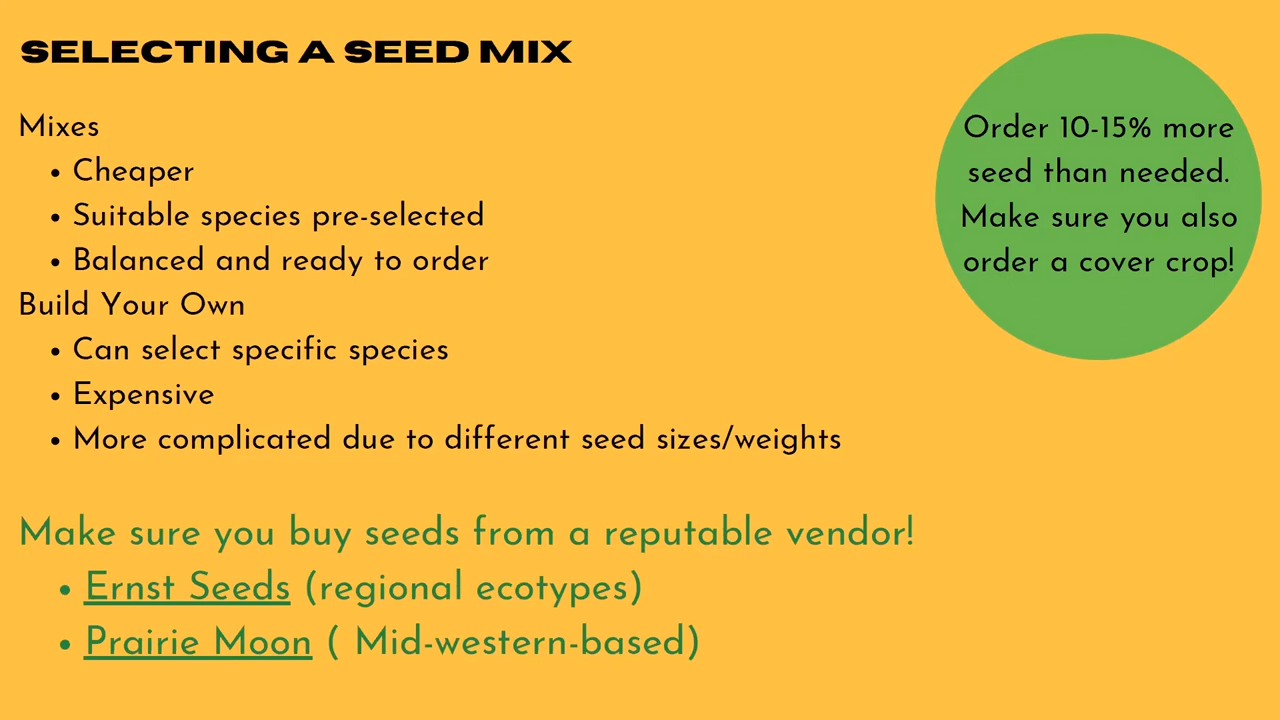 SELECTING A SEED MIX
Mixes
• Cheaper
• Suitable species pre-selected
• Balanced and ready to order
Build Your Own
• Can select specific species
• Expensive
• More complicated due to different seed sizes/weights
Make sure you buy seeds from a reputable vendor!
• Ernst Seeds (regional ecotypes)
• Prairie Moon ( Mid-western-based)
Order 10-15% more
seed than needed.
Make sure you also
order a cover crop!